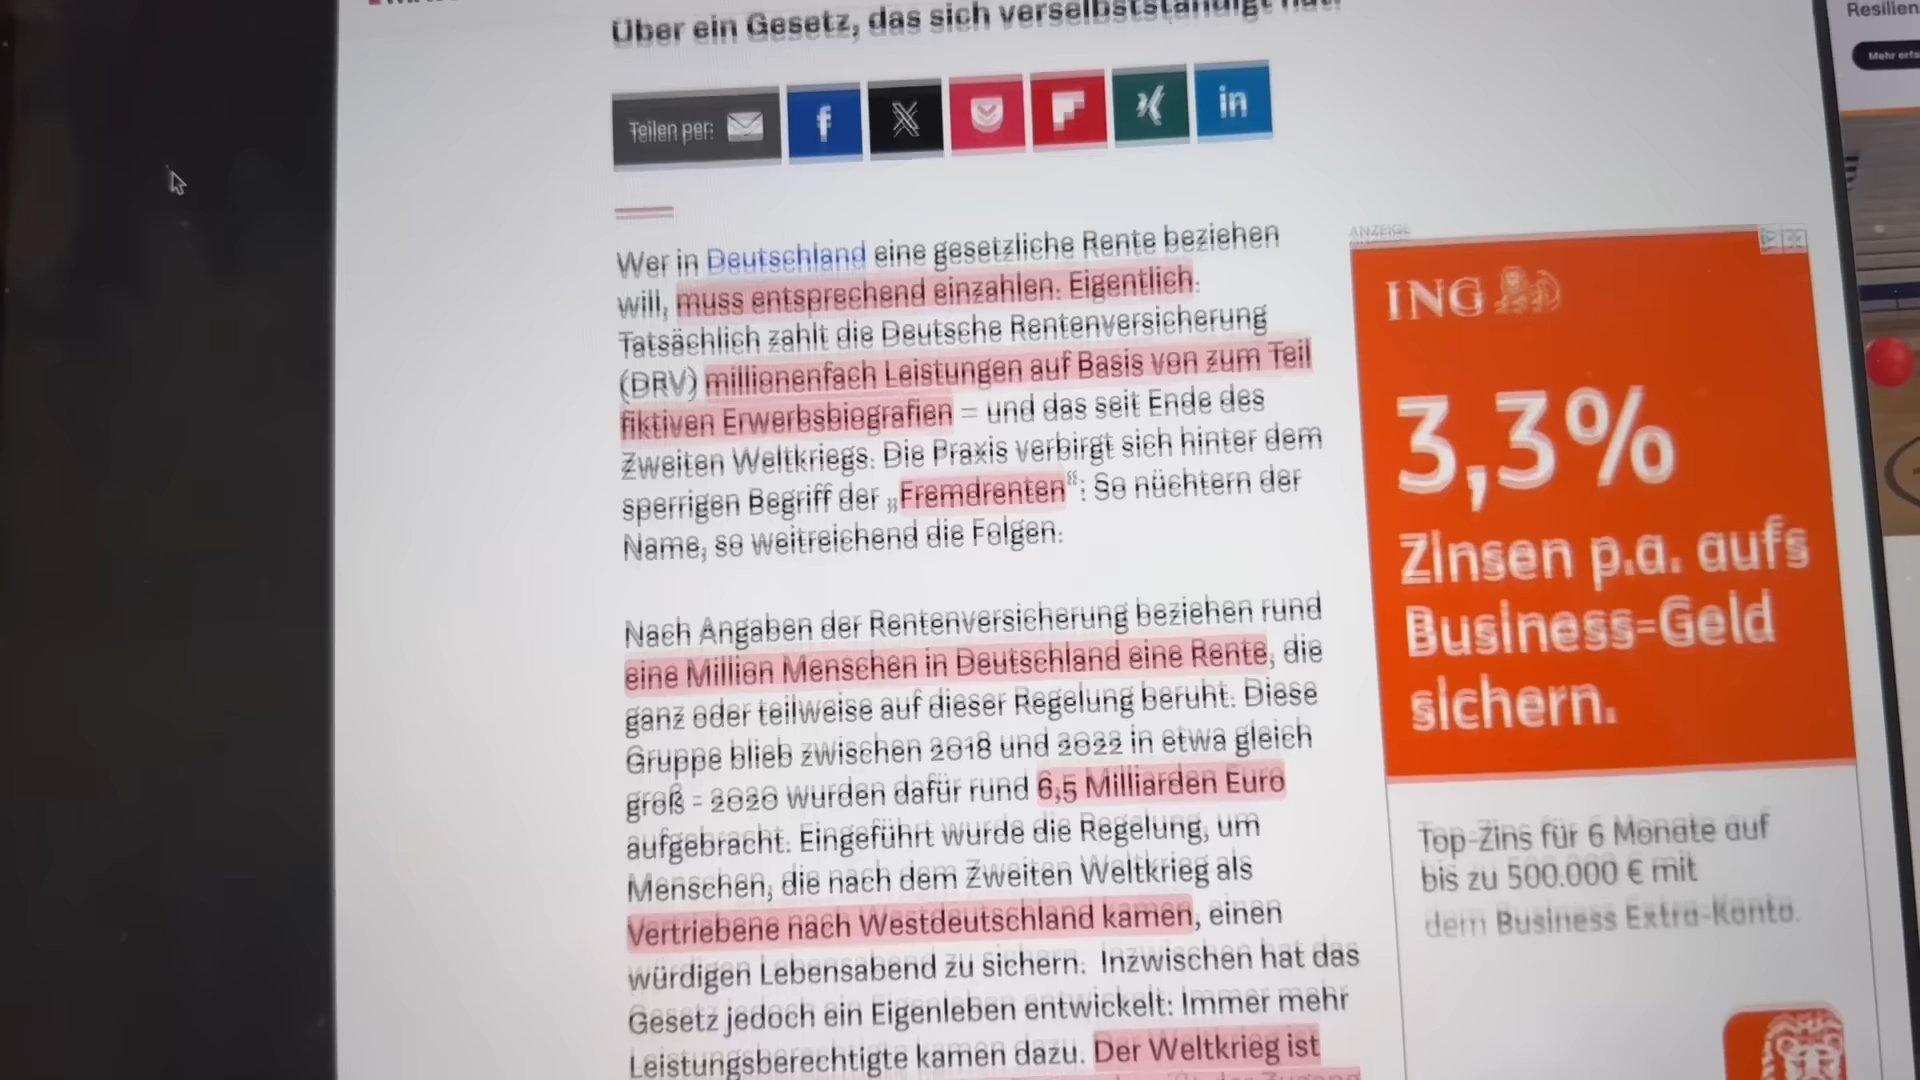 Über ein Gesetz, das sich verselbstständigt hat.
Teilen per:
Wer in Deutschland eine gesetzliche Rente beziehen
will, muss entsprechend einzahlen. Eigentlich.
Tatsächlich zahlt die Deutsche Rentenversicherung
(DRV) millionenfach Leistungen auf Basis von zum Teil
fiktiven Erwerbsbiografien – und das seit Ende des
Zweiten Weltkriegs. Die Praxis verbirgt sich hinter dem
sperrigen Begriff der „Fremdrenten“: So nüchtern der
Name, so weitreichend die Folgen.
Nach Angaben der Rentenversicherung beziehen rund
eine Million Menschen in Deutschland eine Rente, die
ganz oder teilweise auf dieser Regelung beruht. Diese
Gruppe blieb zwischen 2018 und 2022 in etwa gleich
groß – 2020 wurden dafür rund 6,5 Milliarden Euro
aufgebracht. Eingeführt wurde die Regelung, um
Menschen, die nach dem Zweiten Weltkrieg als
Vertriebene nach Westdeutschland kamen, einen
würdigen Lebensabend zu sichern. Inzwischen hat das
Gesetz jedoch ein Eigenleben entwickelt: Immer mehr
Leistungsberechtigte kamen dazu. Der Weltkrieg ist
ANZEIGE
ING
3,3%
Zinsen p.a. aufs
Business-Geld
sichern.
Top-Zins für 6 Monate auf
bis zu 500.000 € mit
dem Business Extra-Konto.
Resilien
Mehr erfa